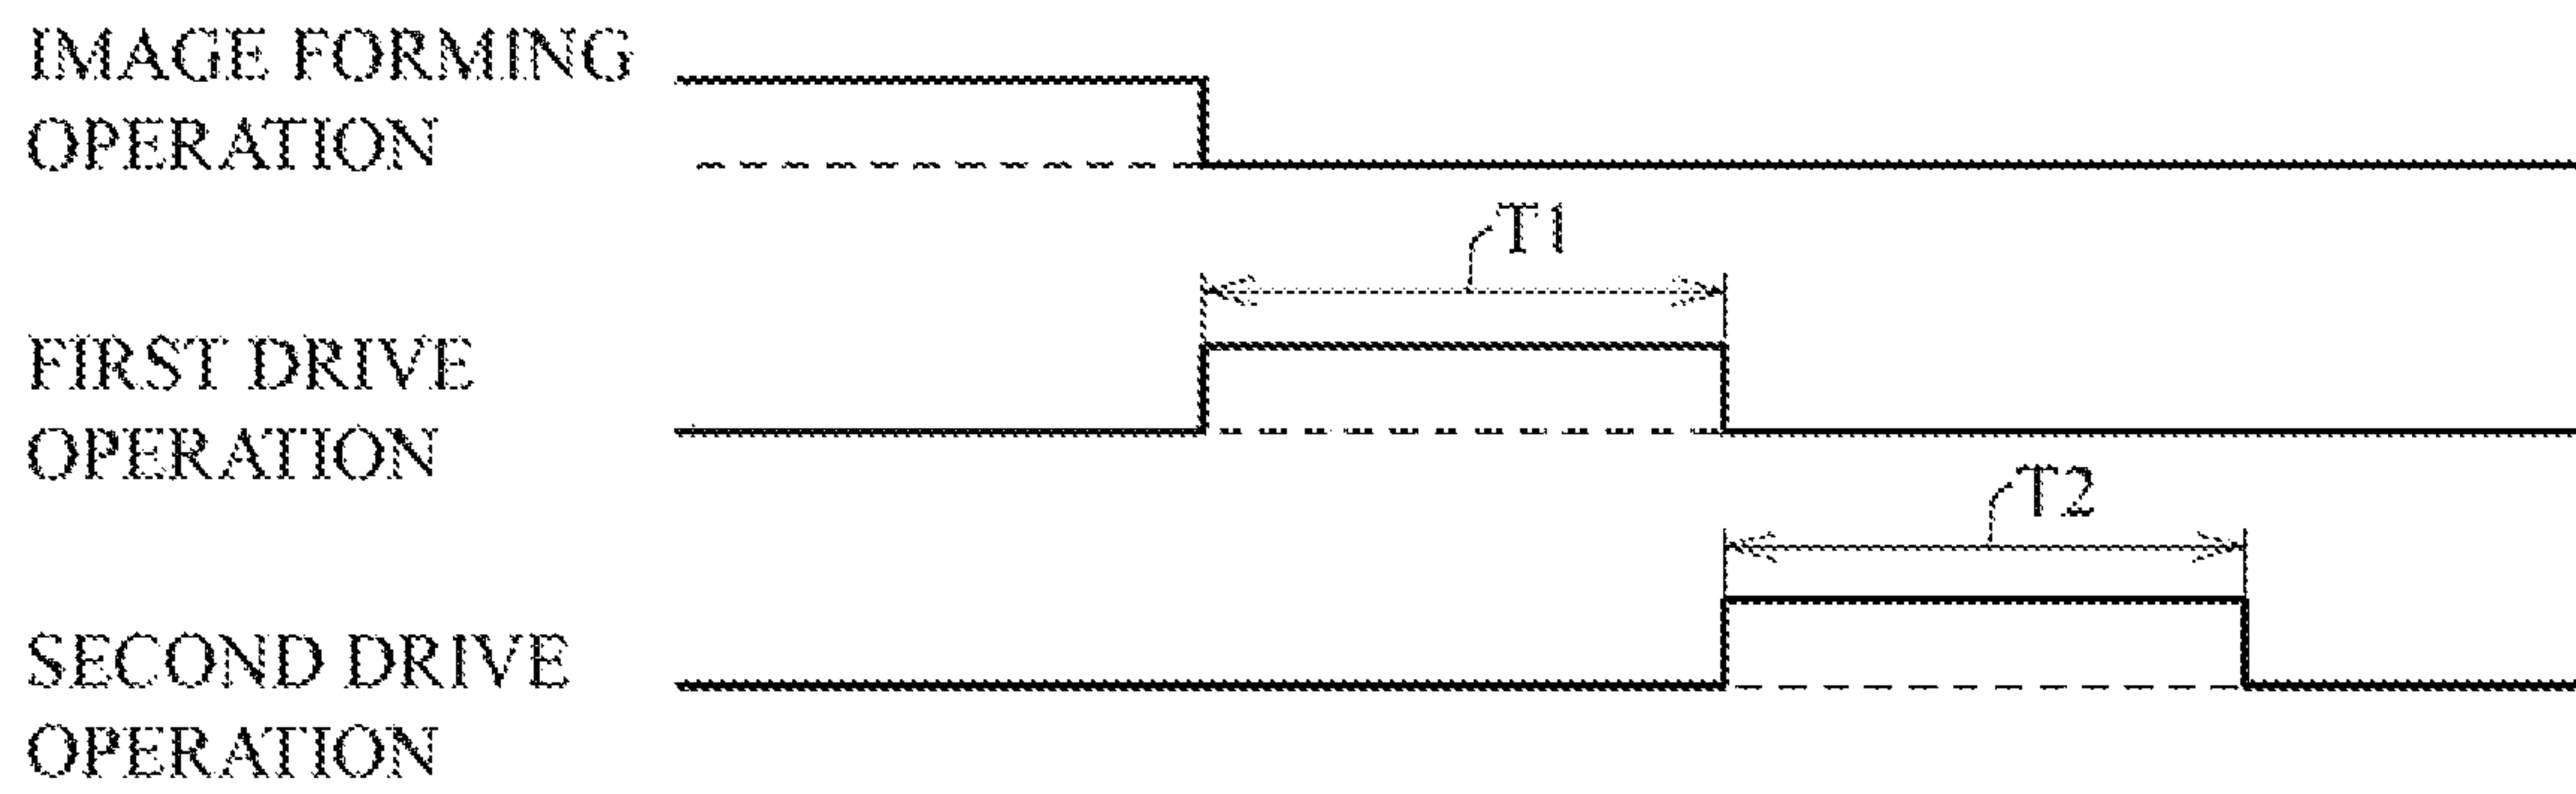 IMAGE FORMING
OPERATION
T1
FIRST DRIVE
OPERATION
T2
SECOND DRIVE
OPERATION